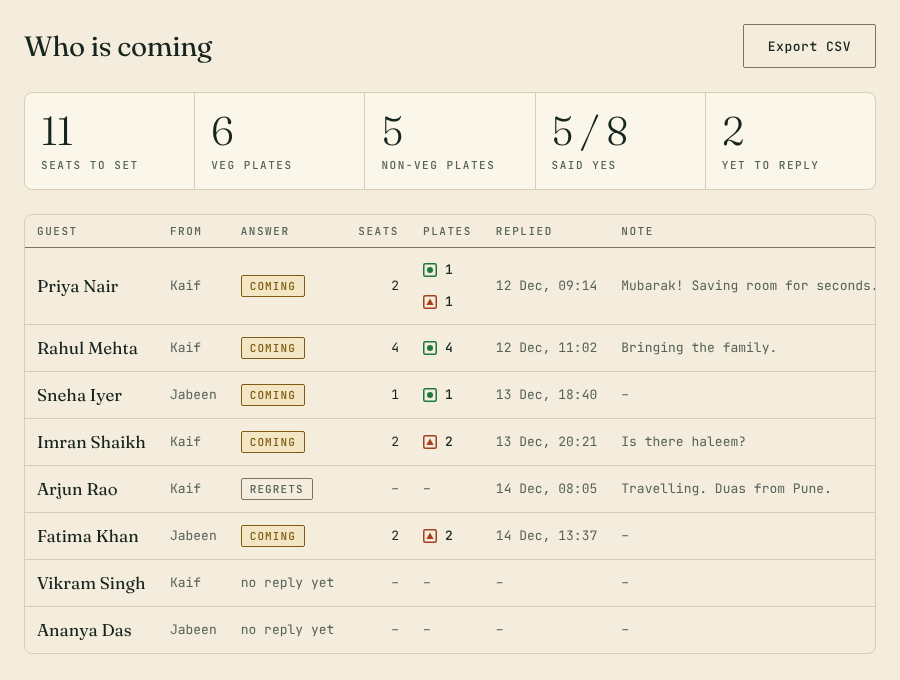 Who is coming
Export CSV
11
SEATS TO SET
6
VEG PLATES
5
NON-VEG PLATES
5/8
SAID YES
2
YET TO REPLY
GUEST FROM ANSWER SEATS PLATES REPLIED NOTE
Priya Nair Kaif COMING 2 1 1 12 Dec, 09:14 Mubarak! Saving room for seconds.
Rahul Mehta Kaif COMING 4 4 12 Dec, 11:02 Bringing the family.
Sneha Iyer Jabeen COMING 1 1 13 Dec, 18:40 –
Imran Shaikh Kaif COMING 2 2 13 Dec, 20:21 Is there haleem?
Arjun Rao Kaif REGRETS – – 14 Dec, 08:05 Travelling. Duas from Pune.
Fatima Khan Jabeen COMING 2 2 14 Dec, 13:37 –
Vikram Singh Kaif no reply yet – – – –
Ananya Das Jabeen no reply yet – – – –